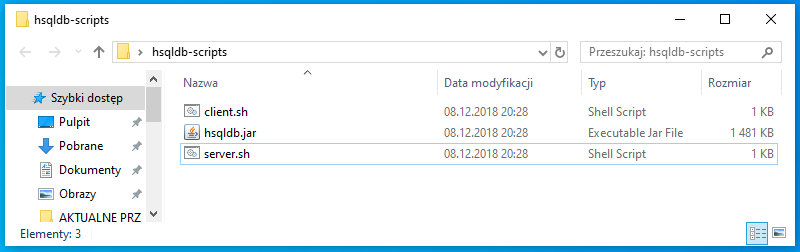 hsqldb-scripts
hsqldb-scripts
Przeszukaj: hsqldb-scripts
Szybki dostęp
Pulpit
Pobrane
Dokumenty
Obrazy
AKTUALNE PRZ
Nazwa Data modyfikacji Typ Rozmiar
client.sh 08.12.2018 20:28 Shell Script 1 KB
hsqldb.jar 08.12.2018 20:28 Executable Jar File 1 481 KB
server.sh 08.12.2018 20:28 Shell Script 1 KB
Elementy: 3